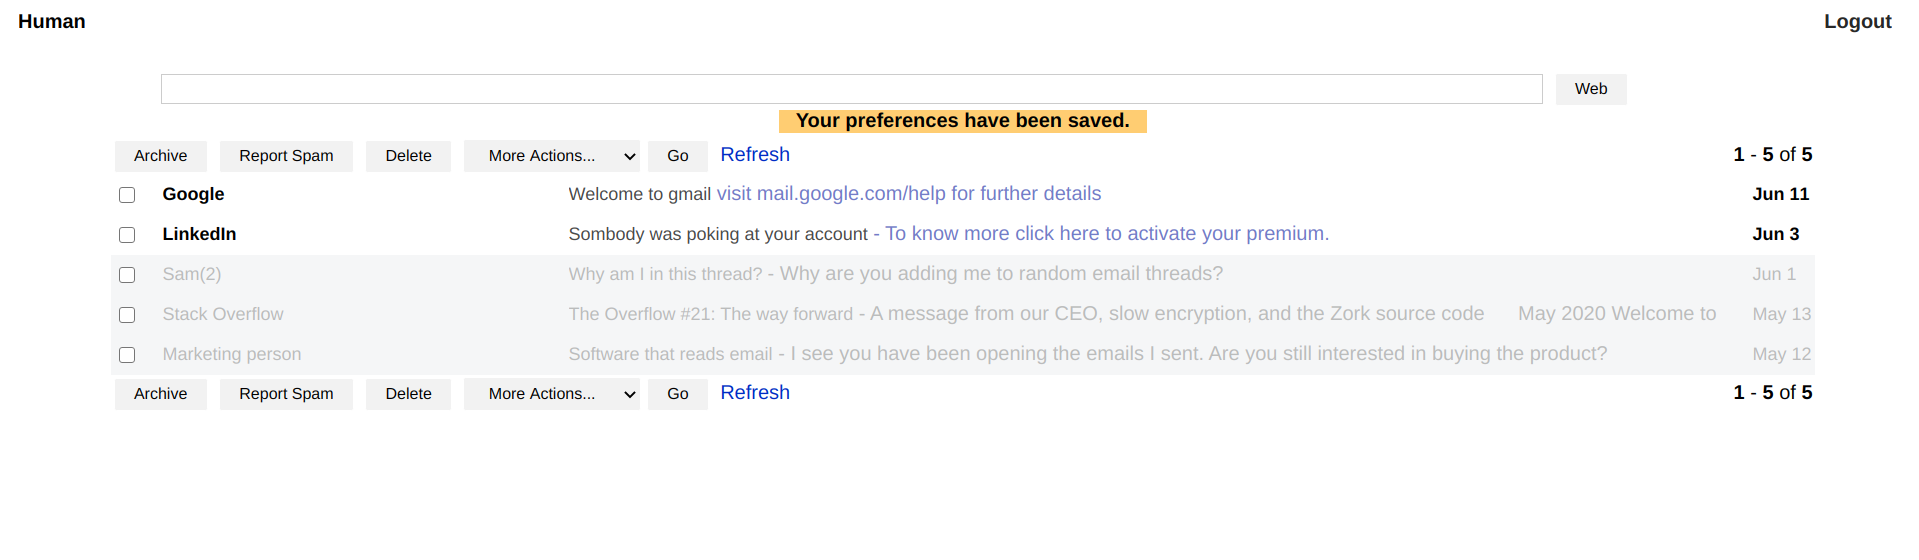 Human Logout
Web
Your preferences have been saved.
Archive Report Spam Delete More Actions... Go Refresh 1 - 5 of 5
Google Welcome to gmail visit mail.google.com/help for further details Jun 11
LinkedIn Sombody was poking at your account - To know more click here to activate your premium. Jun 3
Sam(2) Why am I in this thread? - Why are you adding me to random email threads? Jun 1
Stack Overflow The Overflow #21: The way forward - A message from our CEO, slow encryption, and the Zork source code May 2020 Welcome to May 13
Marketing person Software that reads email - I see you have been opening the emails I sent. Are you still interested in buying the product? May 12
Archive Report Spam Delete More Actions... Go Refresh 1 - 5 of 5